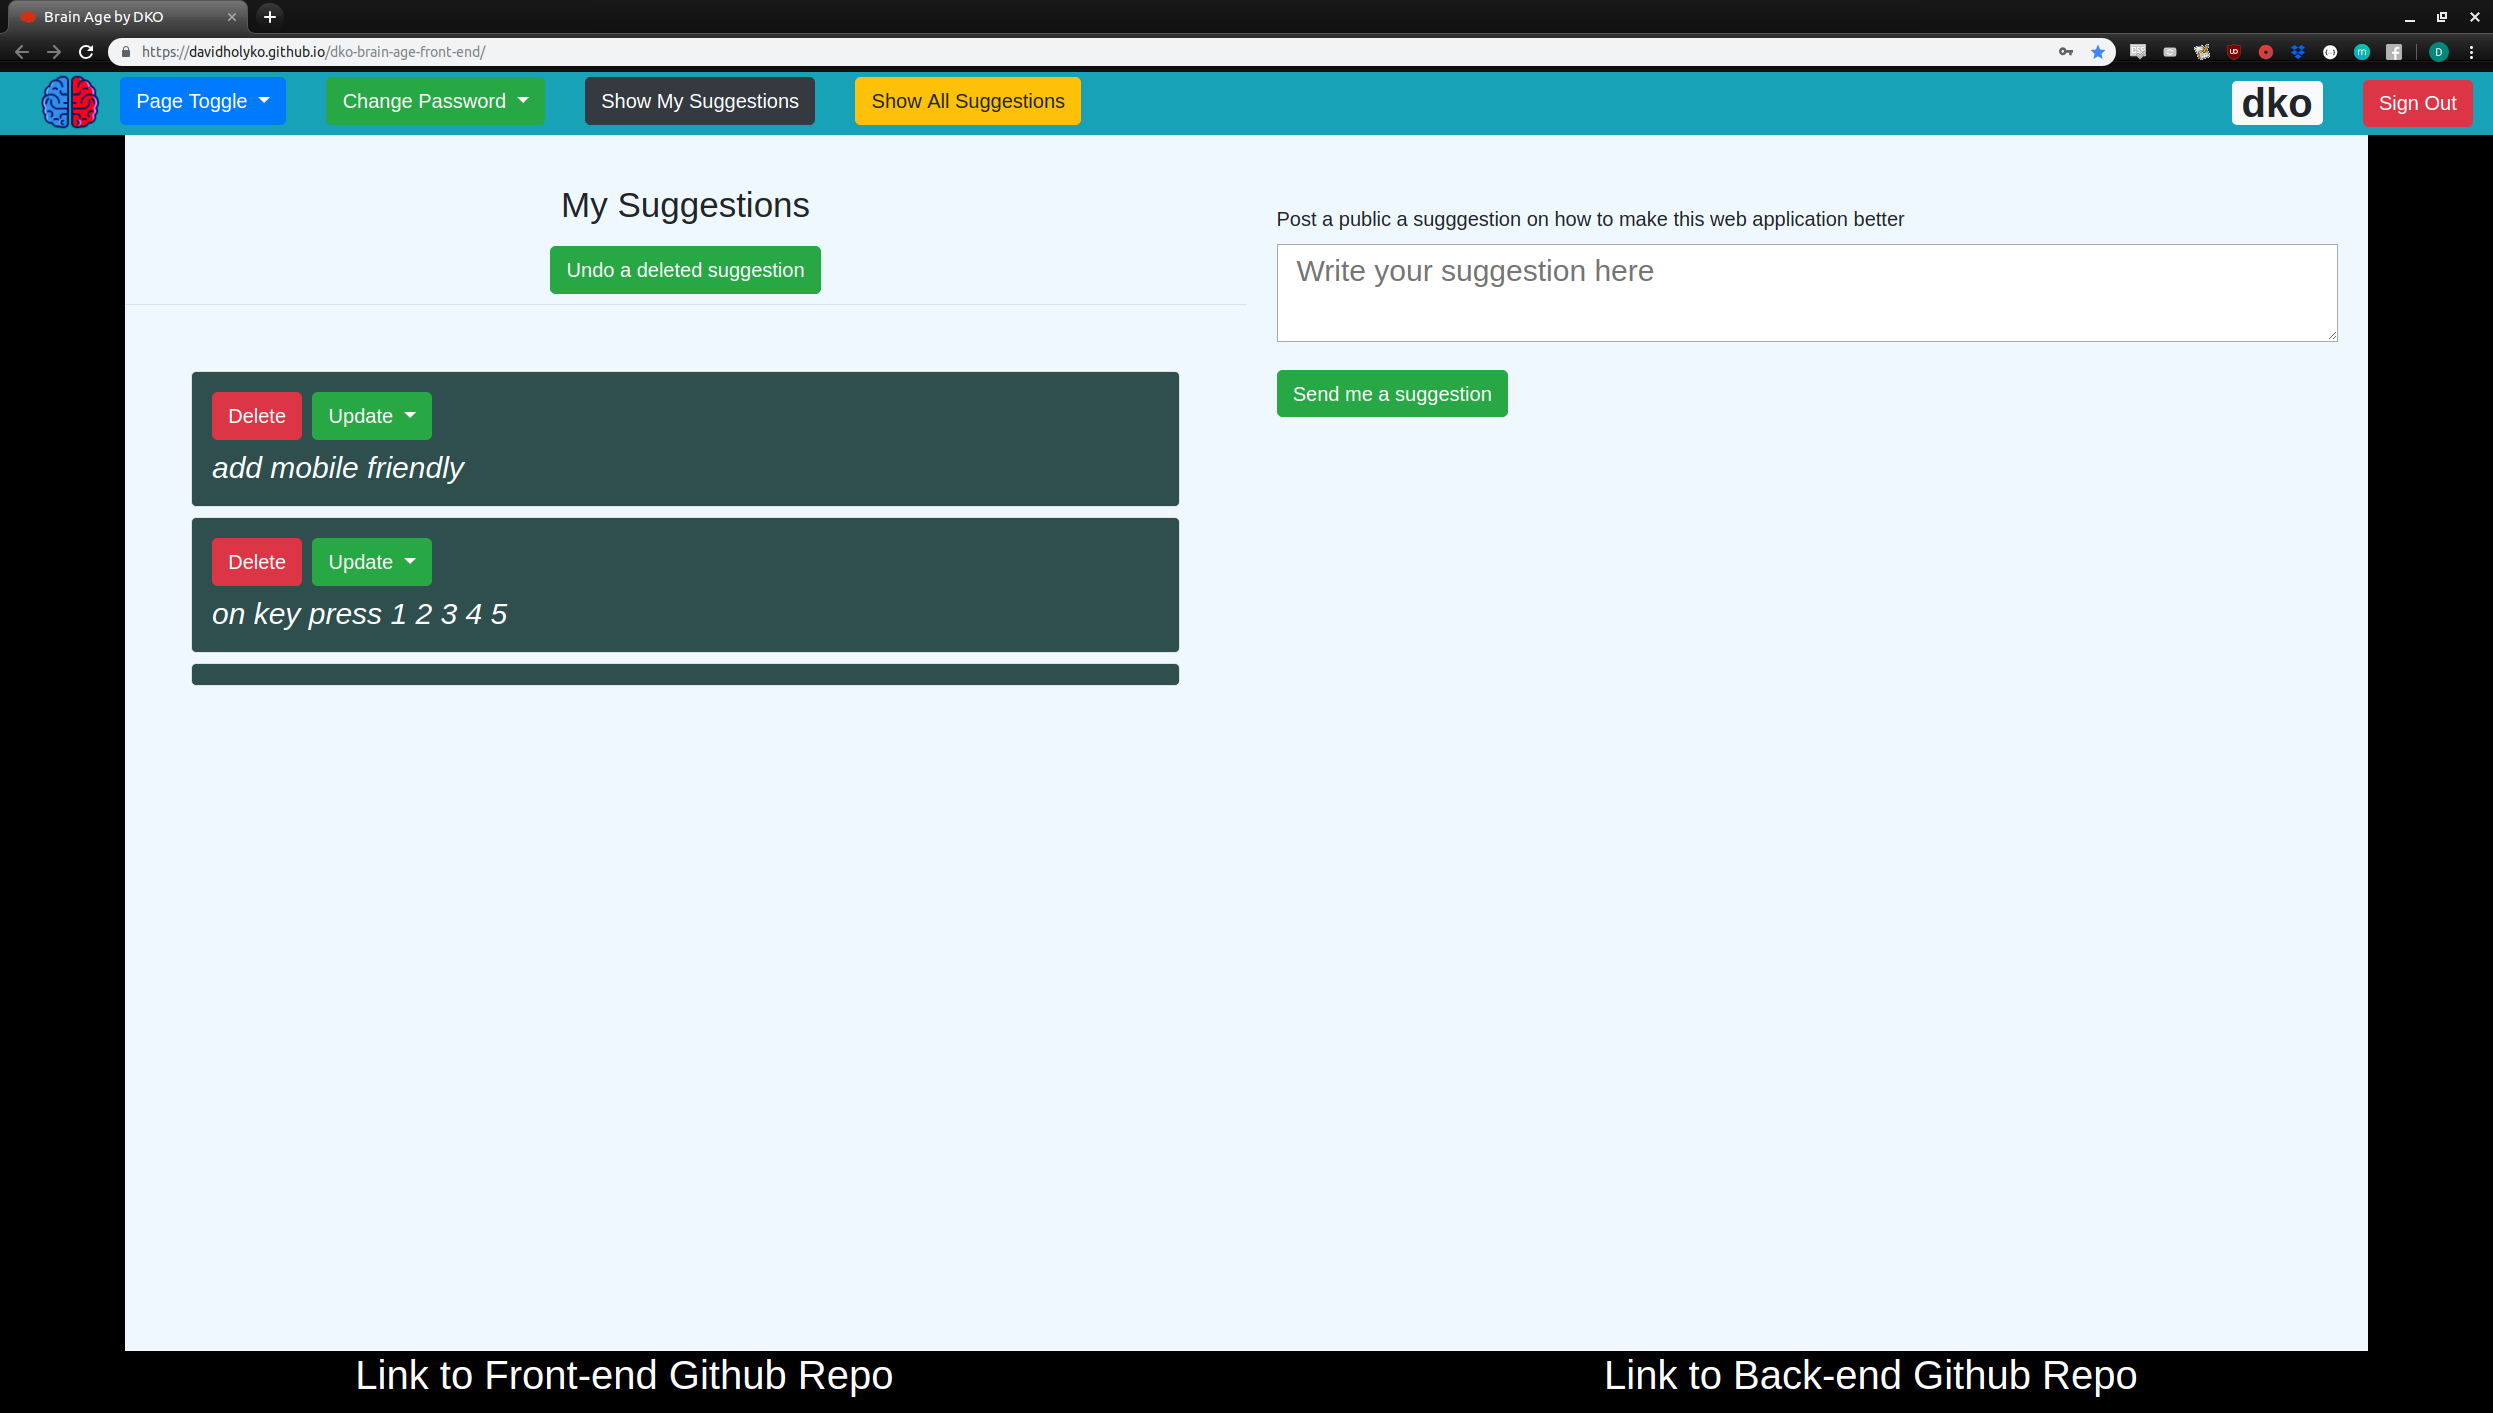 Brain Age by DKO
https://davidholyko.github.io/dko-brain-age-front-end/
D
Page Toggle
Change Password
Show My Suggestions
Show All Suggestions
dko
Sign Out
My Suggestions
Undo a deleted suggestion
Post a public a sugggestion on how to make this web application better
Write your suggestion here
Send me a suggestion
Delete
Update
add mobile friendly
Delete
Update
on key press 1 2 3 4 5
Link to Front-end Github Repo
Link to Back-end Github Repo